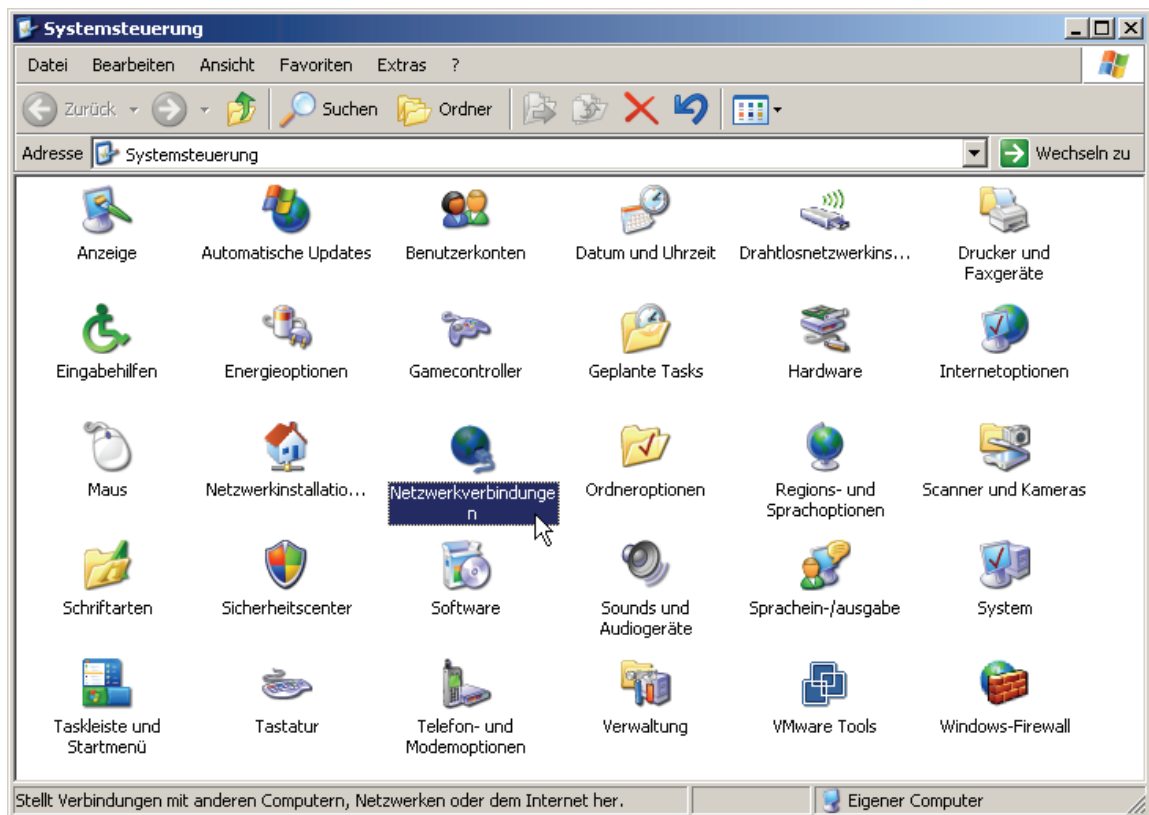 Systemsteuerung
Datei Bearbeiten Ansicht Favoriten Extras ?
Zurück Suchen Ordner
Adresse Systemsteuerung Wechseln zu
Anzeige Automatische Updates Benutzerkonten Datum und Uhrzeit Drahtlosnetzwerkins... Drucker und
Faxgeräte
Eingabehilfen Energieoptionen Gamecontroller Geplante Tasks Hardware Internetoptionen
Maus Netzwerkinstallatio... Netzwerkverbindunge Ordneroptionen Regions- und Scanner und Kameras
n Sprachoptionen
Schriftarten Sicherheitscenter Software Sounds und Sprachein-/ausgabe System
Audiogeräte
Taskleiste und Tastatur Telefon- und Verwaltung VMware Tools Windows-Firewall
Startmenü Modemoptionen
Stellt Verbindungen mit anderen Computern, Netzwerken oder dem Internet her. Eigener Computer